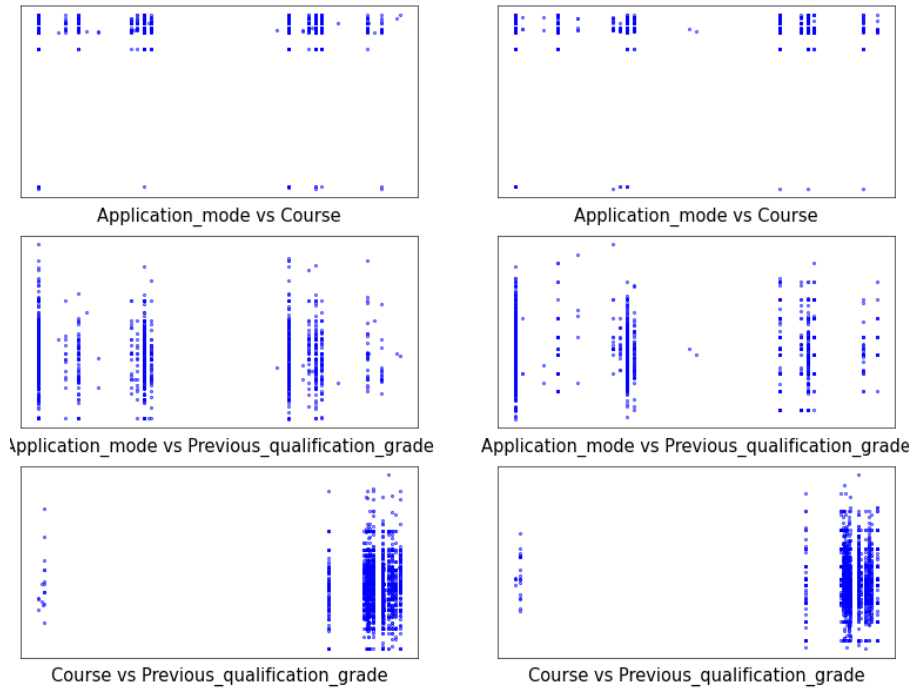 Application_mode vs Course
Application_mode vs Course
Application_mode vs Previous_qualification_grade
Application_mode vs Previous_qualification_grade
Course vs Previous_qualification_grade
Course vs Previous_qualification_grade